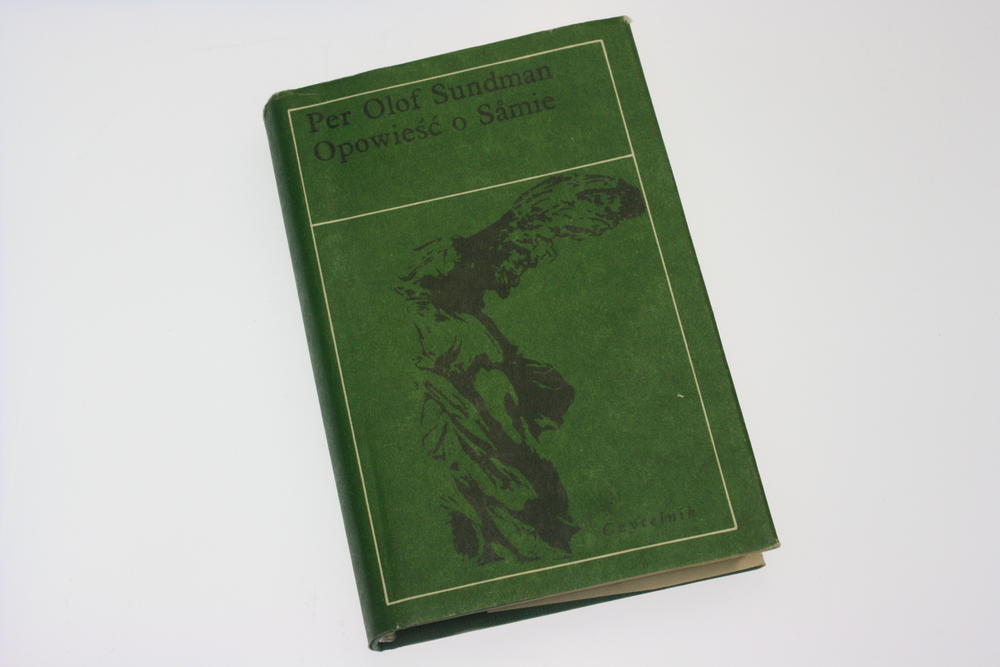 Per Olof Sundman
Opowieść o Såmie
Czytelnik